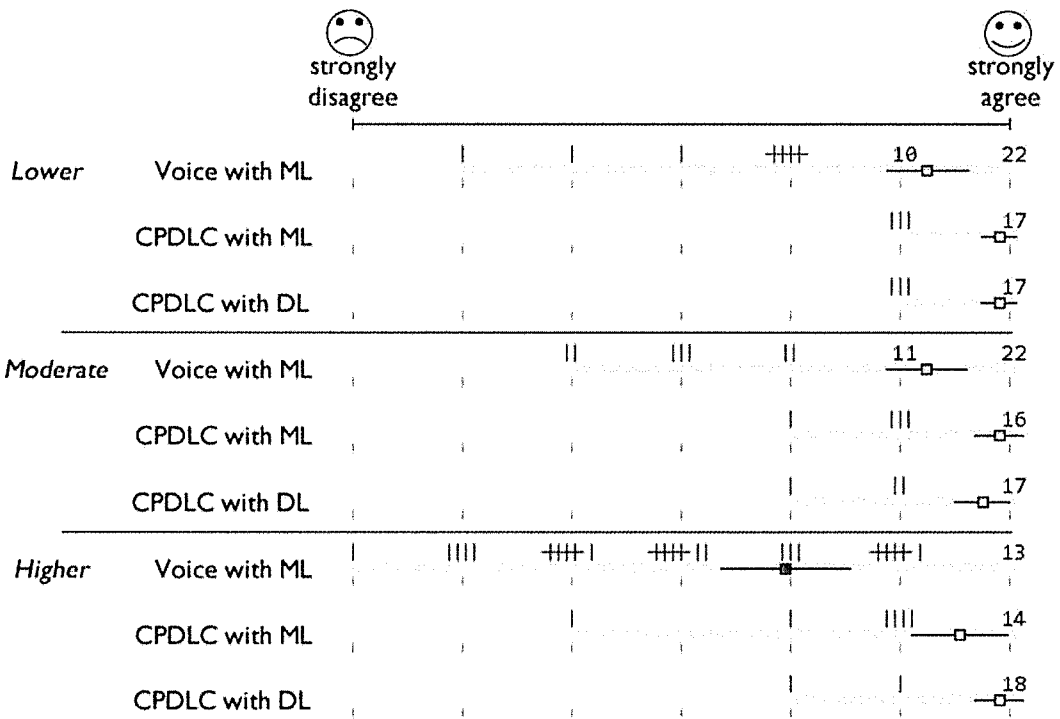 strongly disagree
strongly agree
Lower
Voice with ML 10 22
CPDLC with ML 17
CPDLC with DL 17
Moderate
Voice with ML 11 22
CPDLC with ML 16
CPDLC with DL 17
Higher
Voice with ML 13
CPDLC with ML 14
CPDLC with DL 18